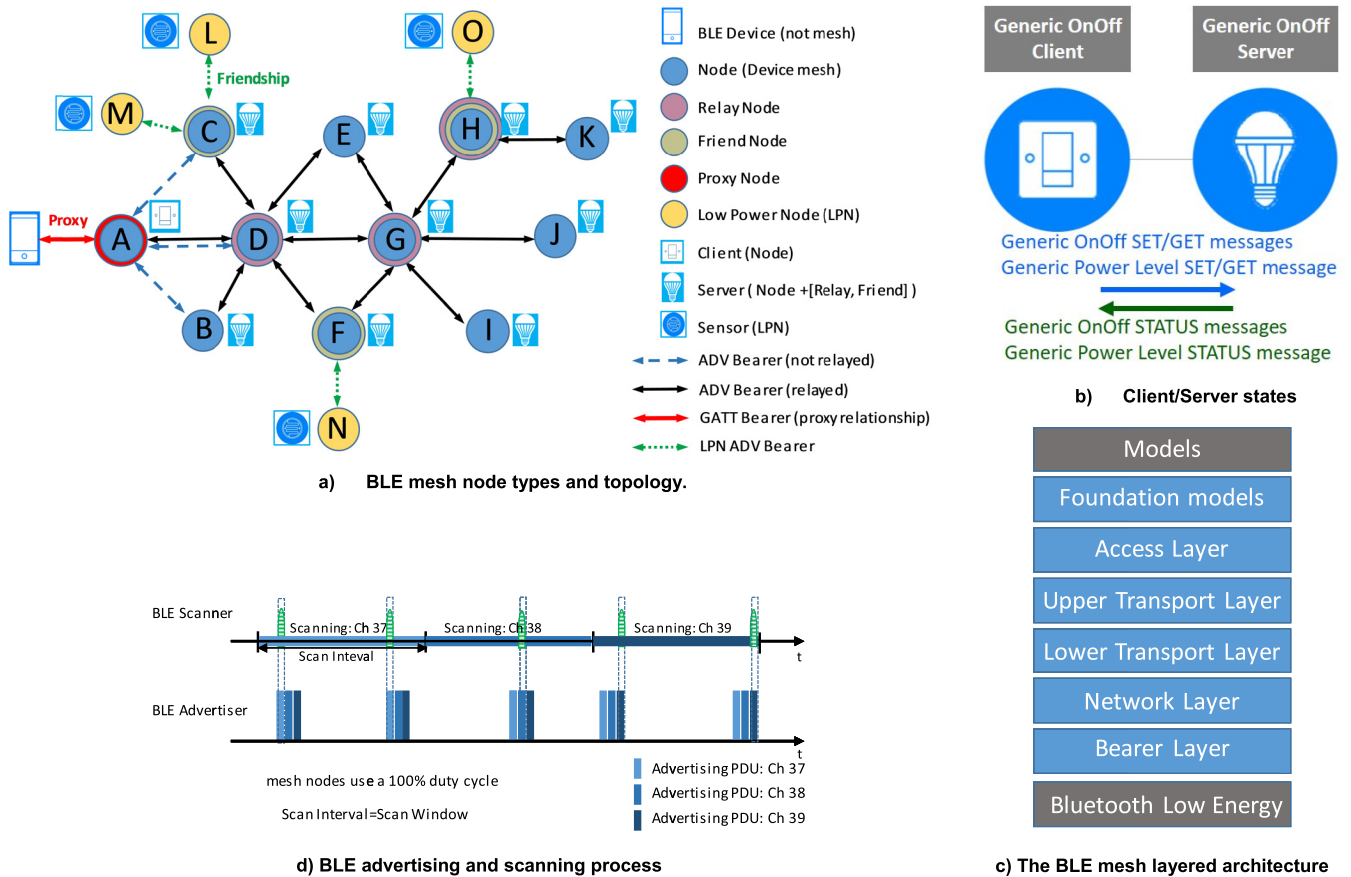 L
O
Friendship
M
C
E
H
K
Proxy
A
D
G
J
B
F
I
N
BLE Device (not mesh)
Node (Device mesh)
Relay Node
Friend Node
Proxy Node
Low Power Node (LPN)
Client (Node)
Server ( Node +[Relay, Friend] )
Sensor (LPN)
ADV Bearer (not relayed)
ADV Bearer (relayed)
GATT Bearer (proxy relationship)
LPN ADV Bearer
a) BLE mesh node types and topology.
Generic OnOff
Client
Generic OnOff
Server
Generic OnOff SET/GET messages
Generic Power Level SET/GET message
Generic OnOff STATUS messages
Generic Power Level STATUS message
b) Client/Server states
Models
Foundation models
Access Layer
Upper Transport Layer
Lower Transport Layer
Network Layer
Bearer Layer
Bluetooth Low Energy
c) The BLE mesh layered architecture
BLE Scanner
Scanning: Ch 37
Scanning: Ch 38
Scanning: Ch 39
Scan Inteval
t
BLE Advertiser
t
mesh nodes use a 100% duty cycle
Scan Interval=Scan Window
Advertising PDU: Ch 37
Advertising PDU: Ch 38
Advertising PDU: Ch 39
d) BLE advertising and scanning process